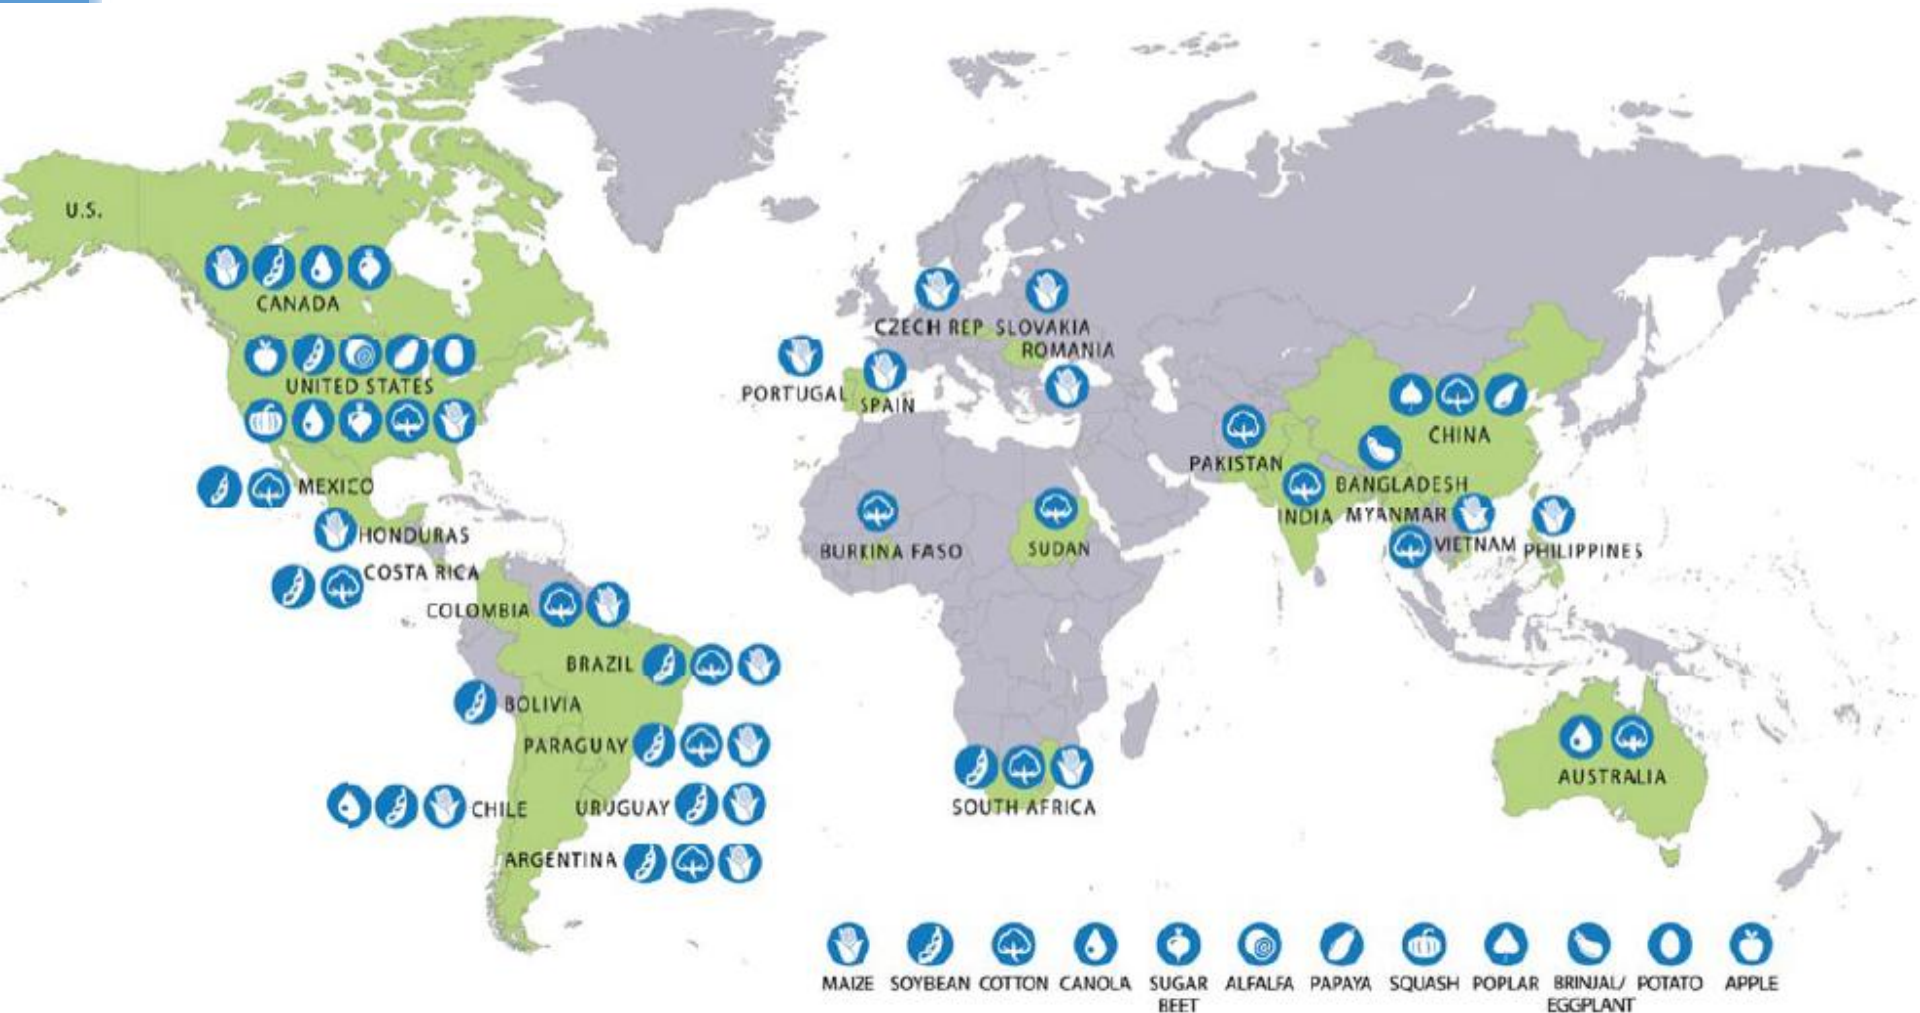 U.S.
CANADA
UNITED STATES
MEXICO
HONDURAS
COSTA RICA
COLOMBIA
BRAZIL
BOLIVIA
PARAGUAY
CHILE
URUGUAY
ARGENTINA
CZECH REP
SLOVAKIA
ROMANIA
PORTUGAL
SPAIN
PAKISTAN
CHINA
BANGLADESH
INDIA
MYANMAR
VIETNAM
PHILIPPINES
BURKINA FASO
SUDAN
SOUTH AFRICA
AUSTRALIA
MAIZE
SOYBEAN
COTTON
CANOLA
SUGAR
BEET
ALFALFA
PAPAYA
SQUASH
POPLAR
BRINJAL/
EGGPLANT
POTATO
APPLE